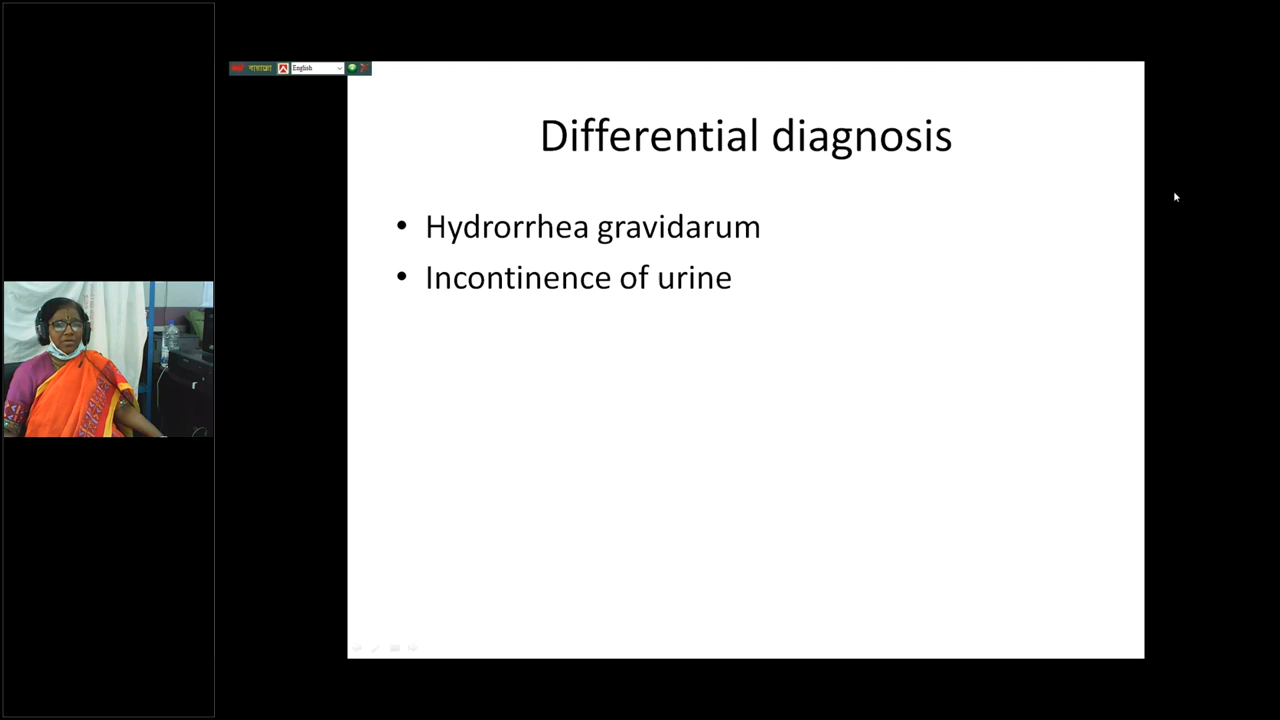 English
Differential diagnosis
• Hydrorrhea gravidarum
• Incontinence of urine